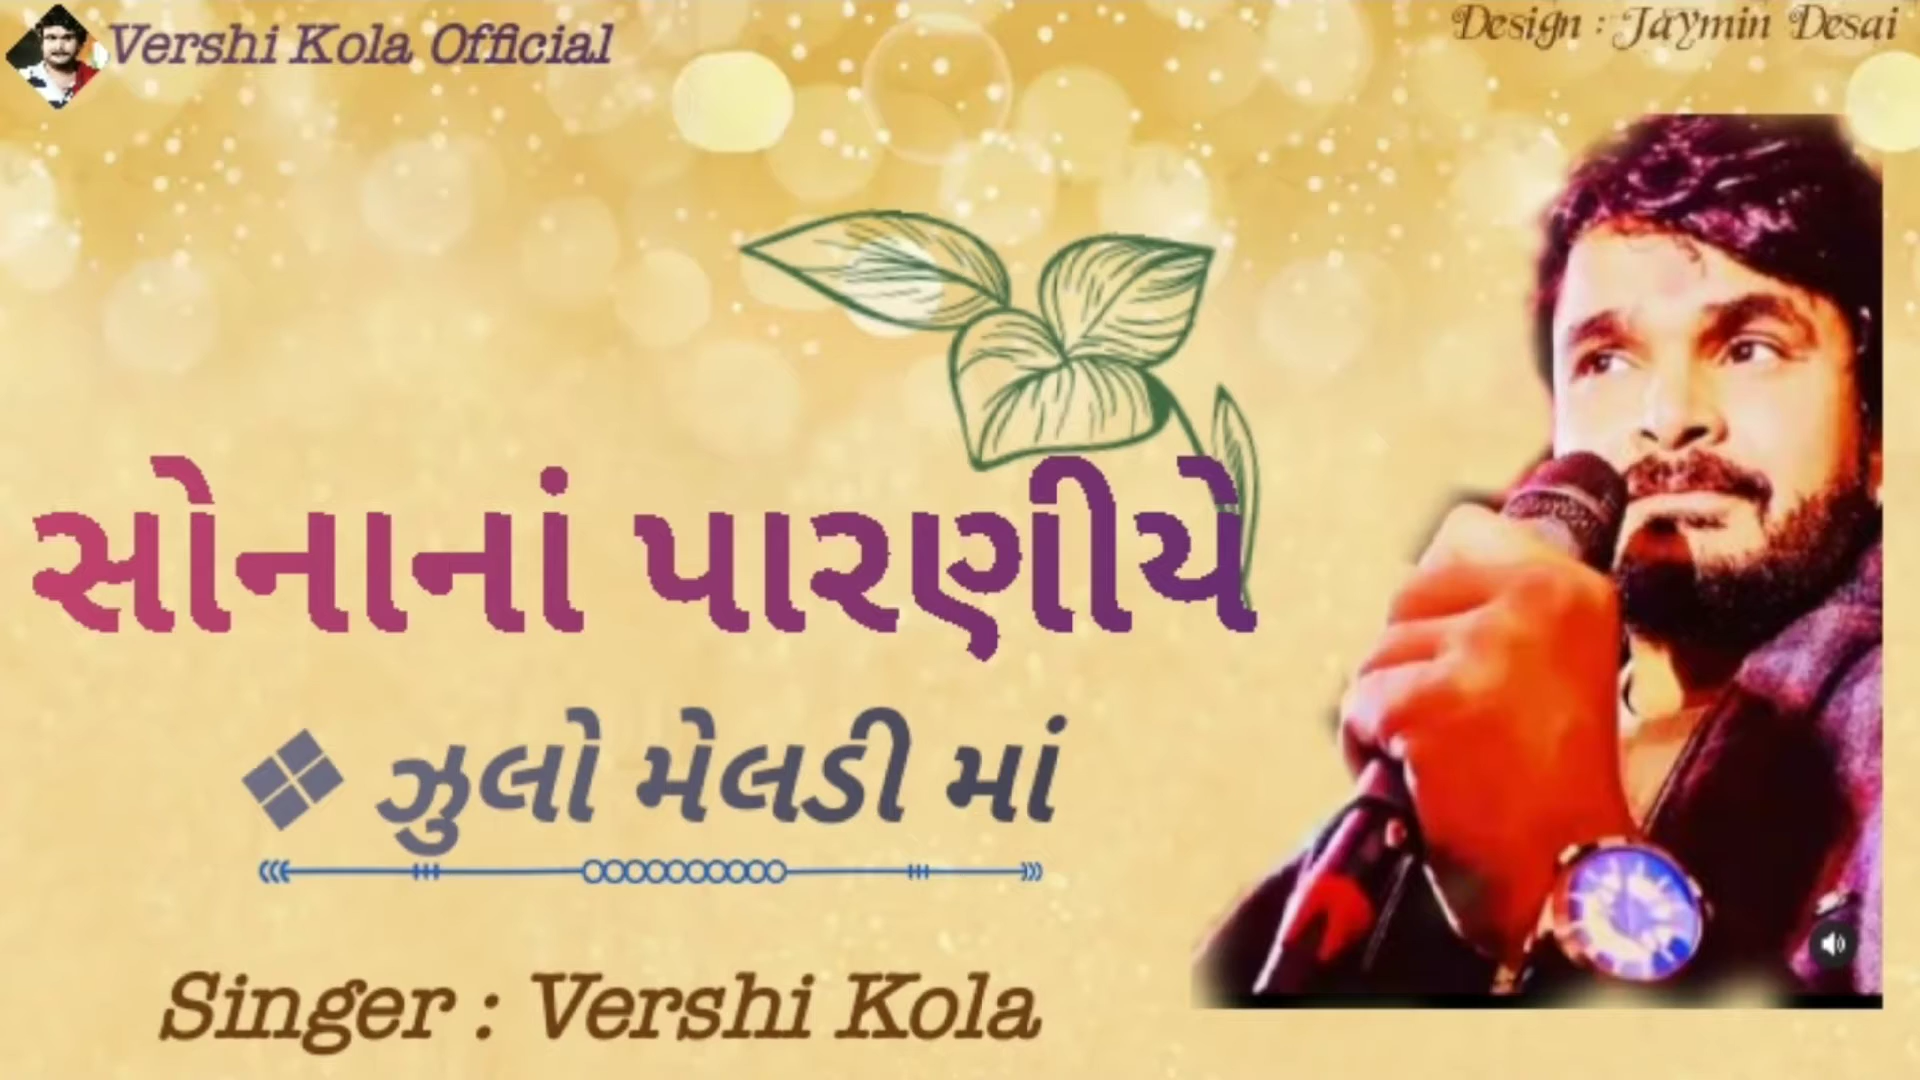 Vershi Kola Official
Design : Jaymin Desai
સોનાનાં પારણીયે
❖ ઝુલો મેલડી માં
Singer : Vershi Kola